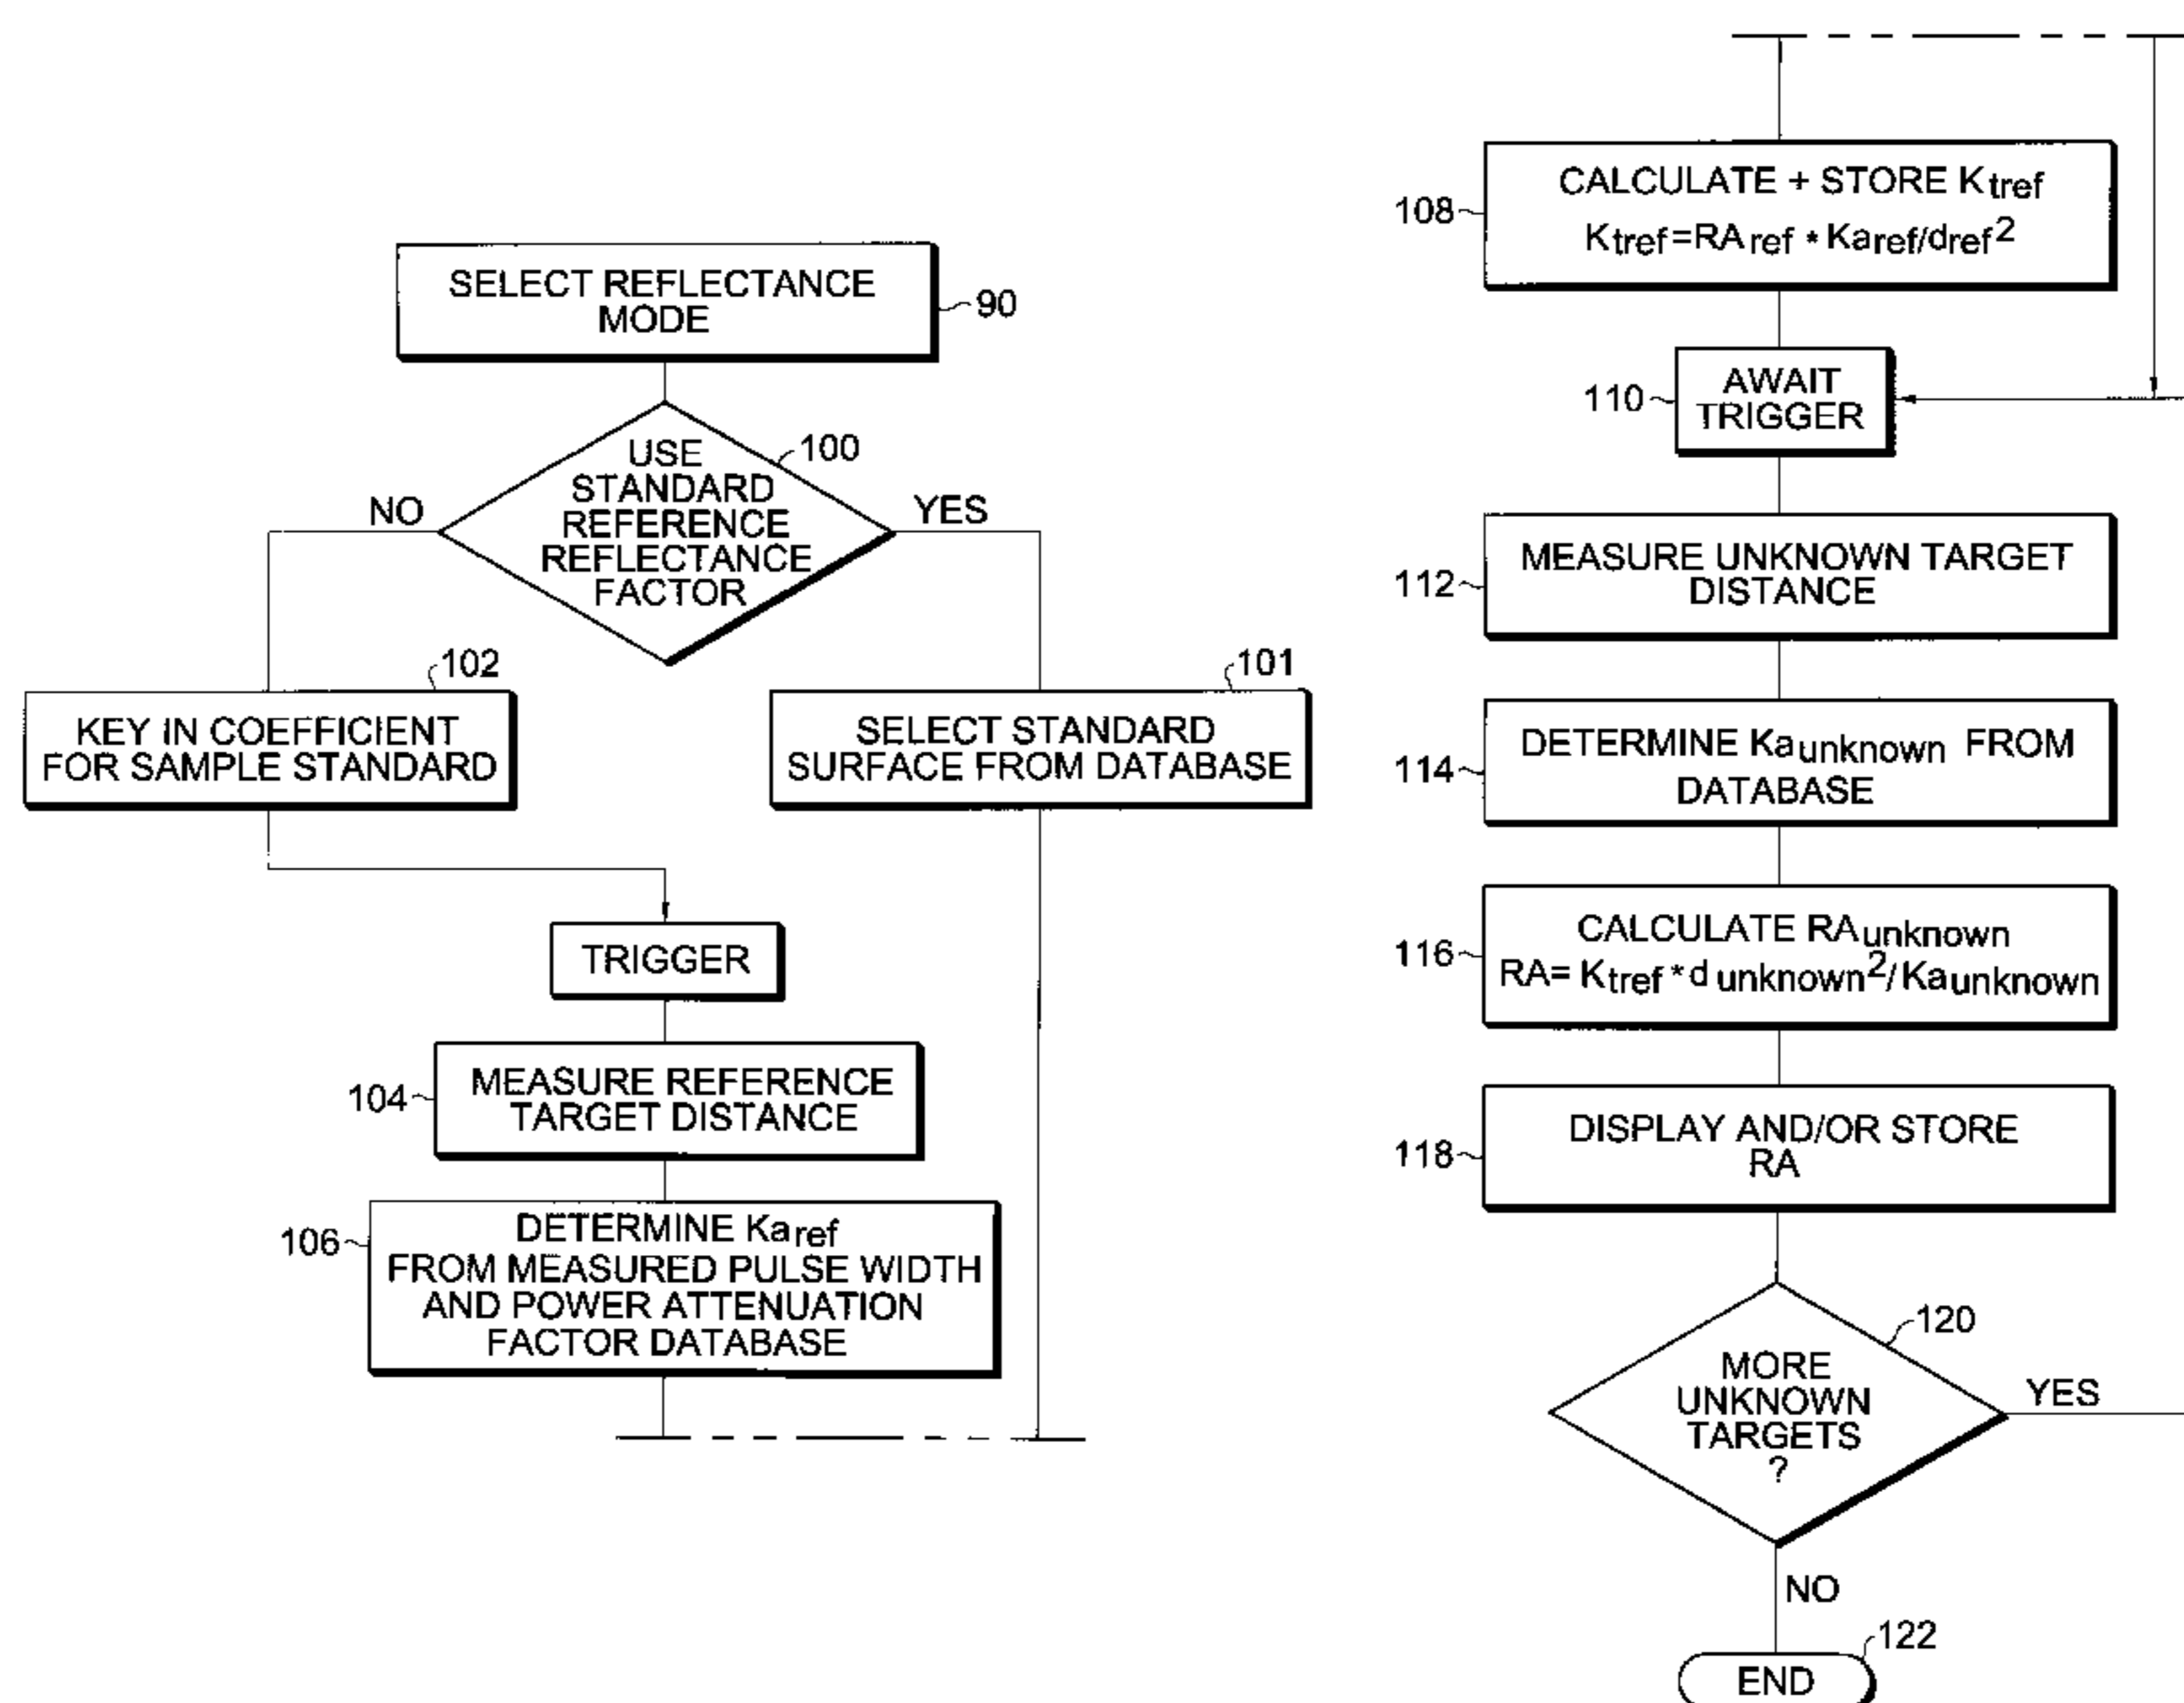 SELECT REFLECTANCE
MODE
90
USE
STANDARD
REFERENCE
REFLECTANCE
FACTOR
100
NO
YES
102
KEY IN COEFFICIENT
FOR SAMPLE STANDARD
101
SELECT STANDARD
SURFACE FROM DATABASE
TRIGGER
104
MEASURE REFERENCE
TARGET DISTANCE
106
DETERMINE Ka ref
FROM MEASURED PULSE WIDTH
AND POWER ATTENUATION
FACTOR DATABASE
108
CALCULATE + STORE Ktref
Ktref=RA ref * Karef/dref²
110
AWAIT
TRIGGER
112
MEASURE UNKNOWN TARGET
DISTANCE
114
DETERMINE Kaunknown FROM
DATABASE
116
CALCULATE RAunknown
RA= Ktref*d unknown²/Kaunknown
118
DISPLAY AND/OR STORE
RA
120
MORE
UNKNOWN
TARGETS
?
YES
NO
122
END